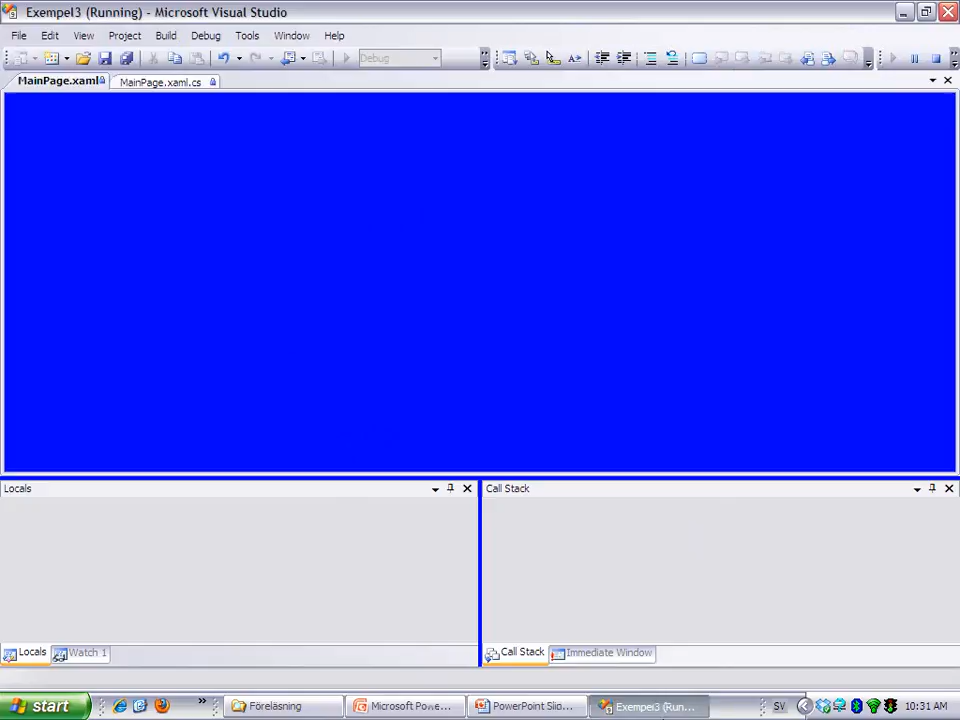 Exempel3 (Running) - Microsoft Visual Studio
File Edit View Project Build Debug Tools Window Help
Debug
MainPage.xaml MainPage.xaml.cs
Locals Call Stack
Locals Watch 1 Call Stack Immediate Window
start Föreläsning Microsoft Powe... PowerPoint Slid... Exempel3 (Run... SV 10:31 AM